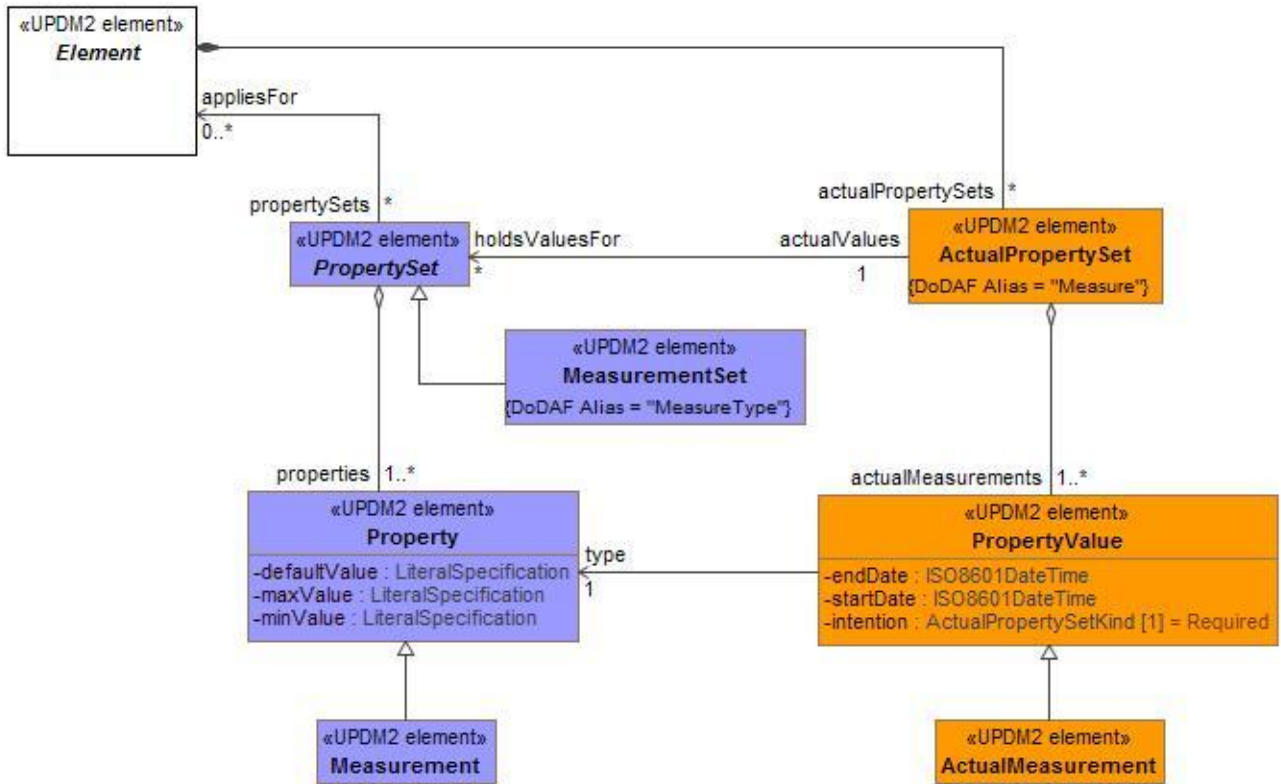 «UPDM2 element»
Element
appliesFor
0..*
propertySets *
actualPropertySets *
«UPDM2 element»
PropertySet
holdsValuesFor
*
actualValues
1
«UPDM2 element»
ActualPropertySet
{DoDAF Alias = "Measure"}
«UPDM2 element»
MeasurementSet
{DoDAF Alias = "MeasureType"}
properties 1..*
actualMeasurements 1..*
«UPDM2 element»
Property
-defaultValue : LiteralSpecification
-maxValue : LiteralSpecification
-minValue : LiteralSpecification
type
1
«UPDM2 element»
PropertyValue
-endDate : ISO8601DateTime
-startDate : ISO8601DateTime
-intention : ActualPropertySetKind [1] = Required
«UPDM2 element»
Measurement
«UPDM2 element»
ActualMeasurement